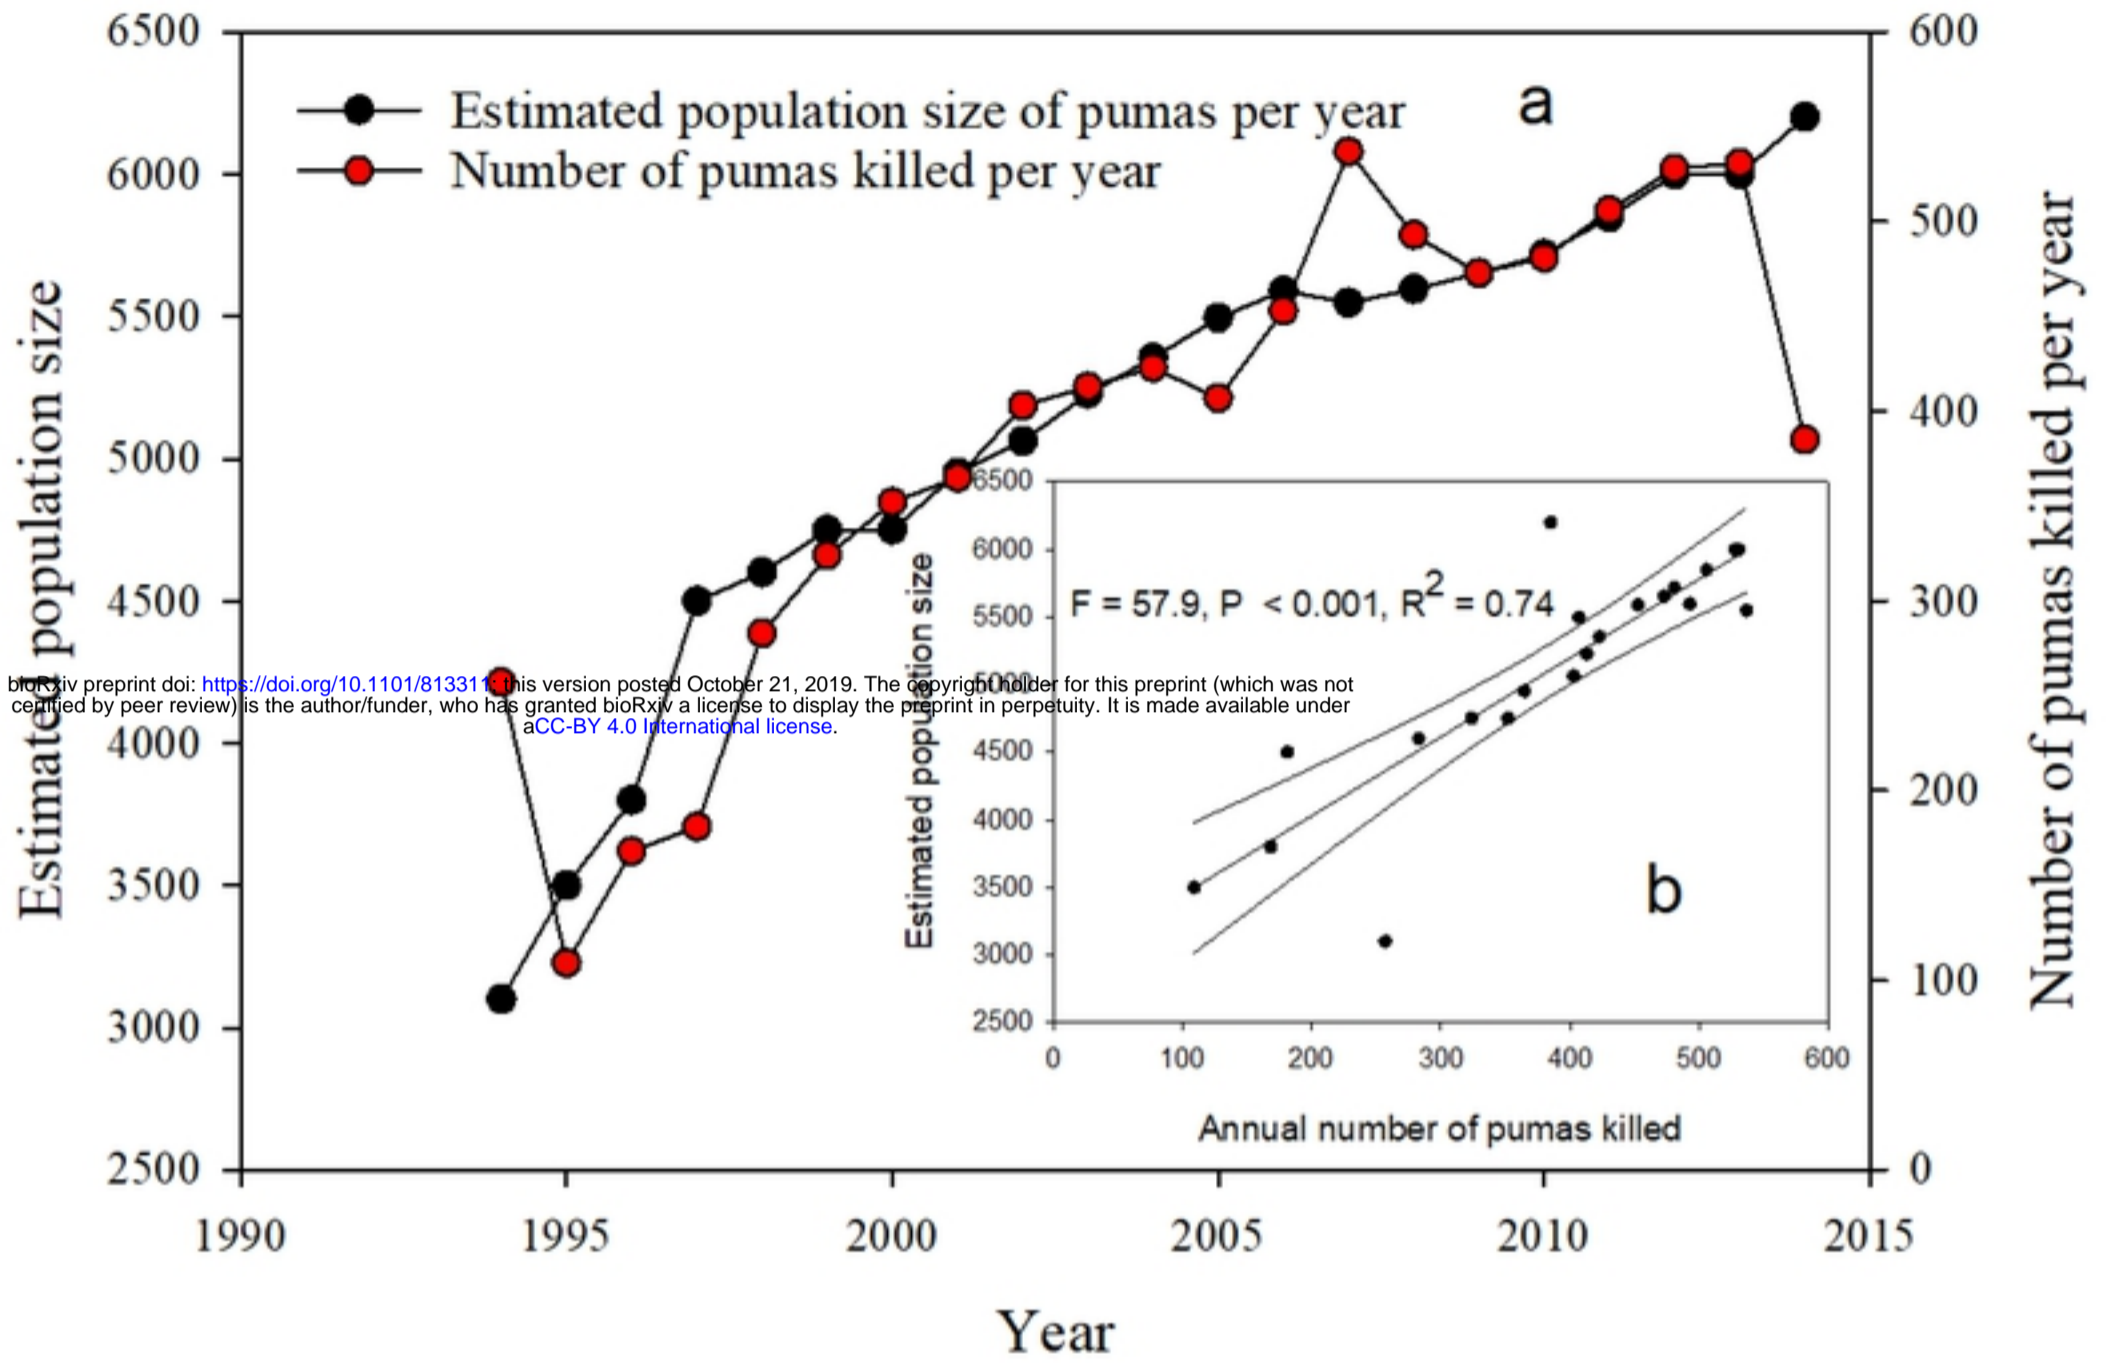 6500
600
Estimated population size of pumas per year
a
Number of pumas killed per year
6000
500
5500
400
5000
6500
6000
F = 57.9, P < 0.001, R2 = 0.74
5500
4500
300
5000
bioRxiv preprint doi: https://doi.org/10.1101/813311; this version posted October 21, 2019. The copyright holder for this preprint (which was not
certified by peer review) is the author/funder, who has granted bioRxiv a license to display the preprint in perpetuity. It is made available under
aCC-BY 4.0 International license.
4000
4500
200
4000
3500
3500
b
3000
100
3000
2500
0 100 200 300 400 500 600
Annual number of pumas killed
Estimated population size
2500
0
1990 1995 2000 2005 2010 2015
Year
Estimated population size
Number of pumas killed per year